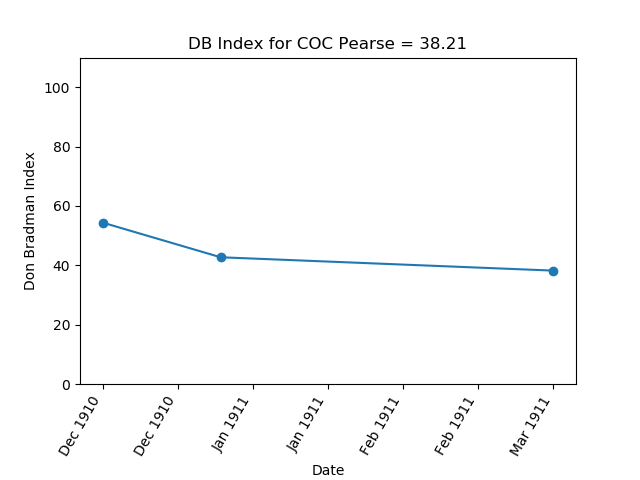 DB Index for COC Pearse = 38.21
100
80
60
40
20
0
Don Bradman Index
Dec 1910
Dec 1910
Jan 1911
Jan 1911
Feb 1911
Feb 1911
Mar 1911
Date